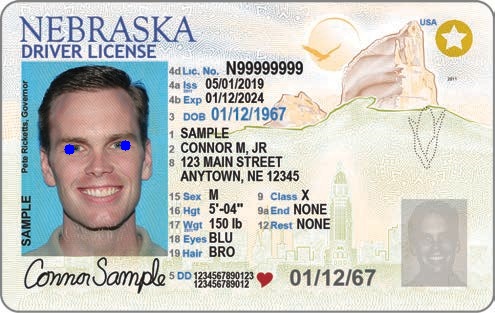 NEBRASKA
USA
DRIVER LICENSE
4d Lic. No. N99999999
4a Iss 05/01/2019
4b Exp 01/12/2024
2011
3 DOB 01/12/1967
1 SAMPLE
2 CONNOR M, JR
8 123 MAIN STREET
ANYTOWN, NE 12345
15 Sex M 9 Class X
16 Hgt 5'-04" 9a End NONE
17 Wgt 150 lb 12 Rest NONE
18 Eyes BLU
19 Hair BRO
Pete Ricketts, Governor
SAMPLE
Connor Sample
5 DD 1234567890123 1234567890123
01/12/67